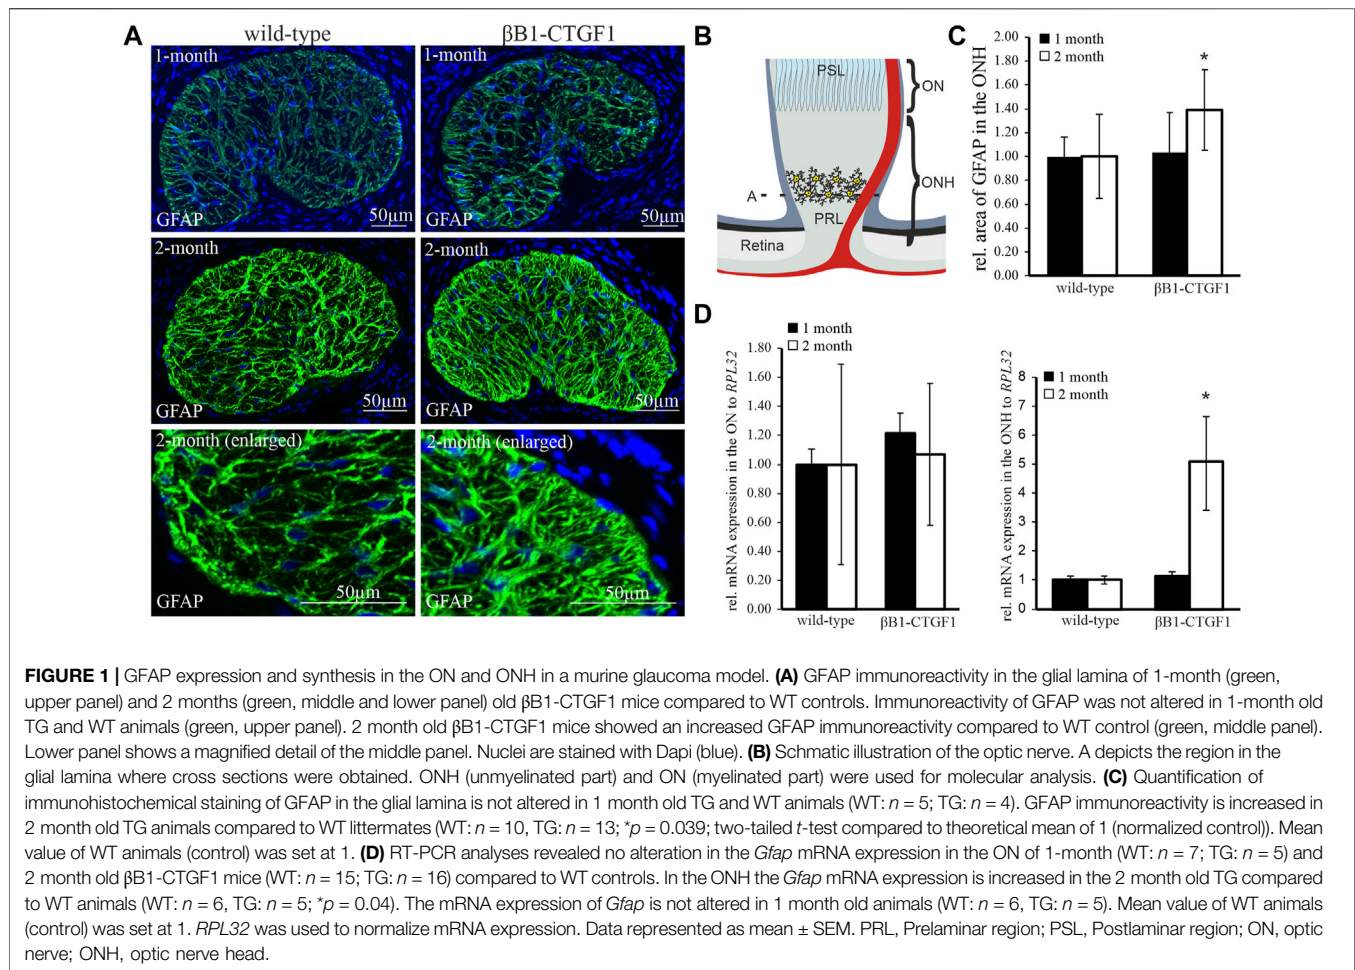 A
wild-type
βB1-CTGF1
1-month
GFAP
50µm
1-month
GFAP
50µm
2-month
GFAP
50µm
2-month
GFAP
50µm
2-month (enlarged)
GFAP
50µm
2-month (enlarged)
GFAP
50µm
B
PSL
ON
ONH
A
PRL
Retina
C
rel. area of GFAP in the ONH
2.00
1.80
1.60
1.40
1.20
1.00
0.80
0.60
0.40
0.20
0.00
1 month
2 month
*
wild-type
βB1-CTGF1
D
rel. mRNA expression in the ON to RPL32
1.80
1.60
1.40
1.20
1.00
0.80
0.60
0.40
0.20
0.00
1 month
2 month
wild-type
βB1-CTGF1
rel. mRNA expression in the ONH to RPL32
8
7
6
5
4
3
2
1
0
1 month
2 month
*
wild-type
βB1-CTGF1
FIGURE 1 | GFAP expression and synthesis in the ON and ONH in a murine glaucoma model. (A) GFAP immunoreactivity in the glial lamina of 1-month (green,
upper panel) and 2 months (green, middle and lower panel) old βB1-CTGF1 mice compared to WT controls. Immunoreactivity of GFAP was not altered in 1-month old
TG and WT animals (green, upper panel). 2 month old βB1-CTGF1 mice showed an increased GFAP immunoreactivity compared to WT control (green, middle panel).
Lower panel shows a magnified detail of the middle panel. Nuclei are stained with Dapi (blue). (B) Schmatic illustration of the optic nerve. A depicts the region in the
glial lamina where cross sections were obtained. ONH (unmyelinated part) and ON (myelinated part) were used for molecular analysis. (C) Quantification of
immunohistochemical staining of GFAP in the glial lamina is not altered in 1 month old TG and WT animals (WT: n = 5; TG: n = 4). GFAP immunoreactivity is increased in
2 month old TG animals compared to WT littermates (WT: n = 10, TG: n = 13; *p = 0.039; two-tailed t-test compared to theoretical mean of 1 (normalized control)). Mean
value of WT animals (control) was set at 1. (D) RT-PCR analyses revealed no alteration in the Gfap mRNA expression in the ON of 1-month (WT: n = 7; TG: n = 5) and
2 month old βB1-CTGF1 mice (WT: n = 15; TG: n = 16) compared to WT controls. In the ONH the Gfap mRNA expression is increased in the 2 month old TG compared
to WT animals (WT: n = 6, TG: n = 5; *p = 0.04). The mRNA expression of Gfap is not altered in 1 month old animals (WT: n = 6, TG: n = 5). Mean value of WT animals
(control) was set at 1. RPL32 was used to normalize mRNA expression. Data represented as mean ± SEM. PRL, Prelaminar region; PSL, Postlaminar region; ON, optic
nerve; ONH, optic nerve head.